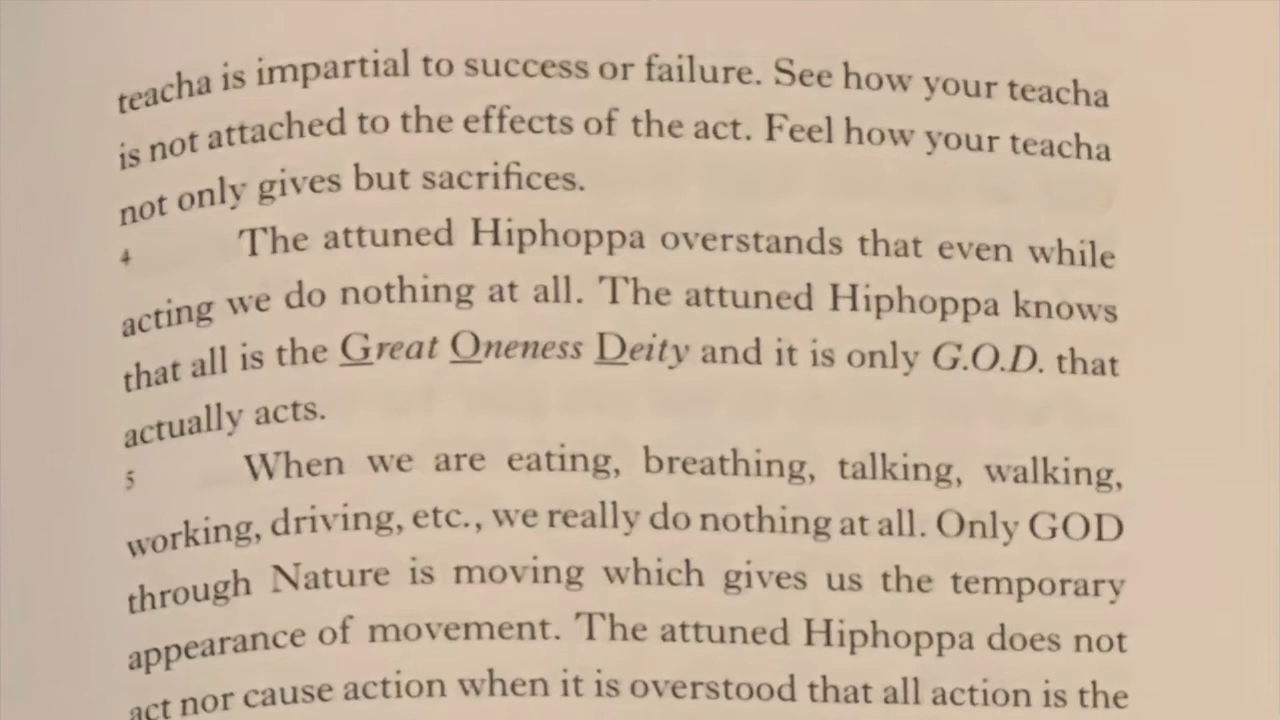 teacha is impartial to success or failure. See how your teacha
is not attached to the effects of the act. Feel how your teacha
not only gives but sacrifices.
4 The attuned Hiphoppa overstands that even while
acting we do nothing at all. The attuned Hiphoppa knows
that all is the Great Oneness Deity and it is only G.O.D. that
actually acts.
5 When we are eating, breathing, talking, walking,
working, driving, etc., we really do nothing at all. Only GOD
through Nature is moving which gives us the temporary
appearance of movement. The attuned Hiphoppa does not
act nor cause action when it is overstood that all action is the